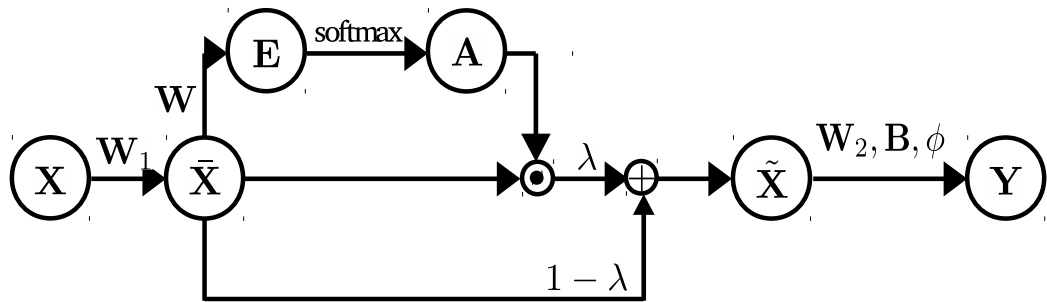 E softmax A
W
X W₁ X̄ ⊙ λ ⊕ X̃ W₂, B, ϕ Y
1 − λ